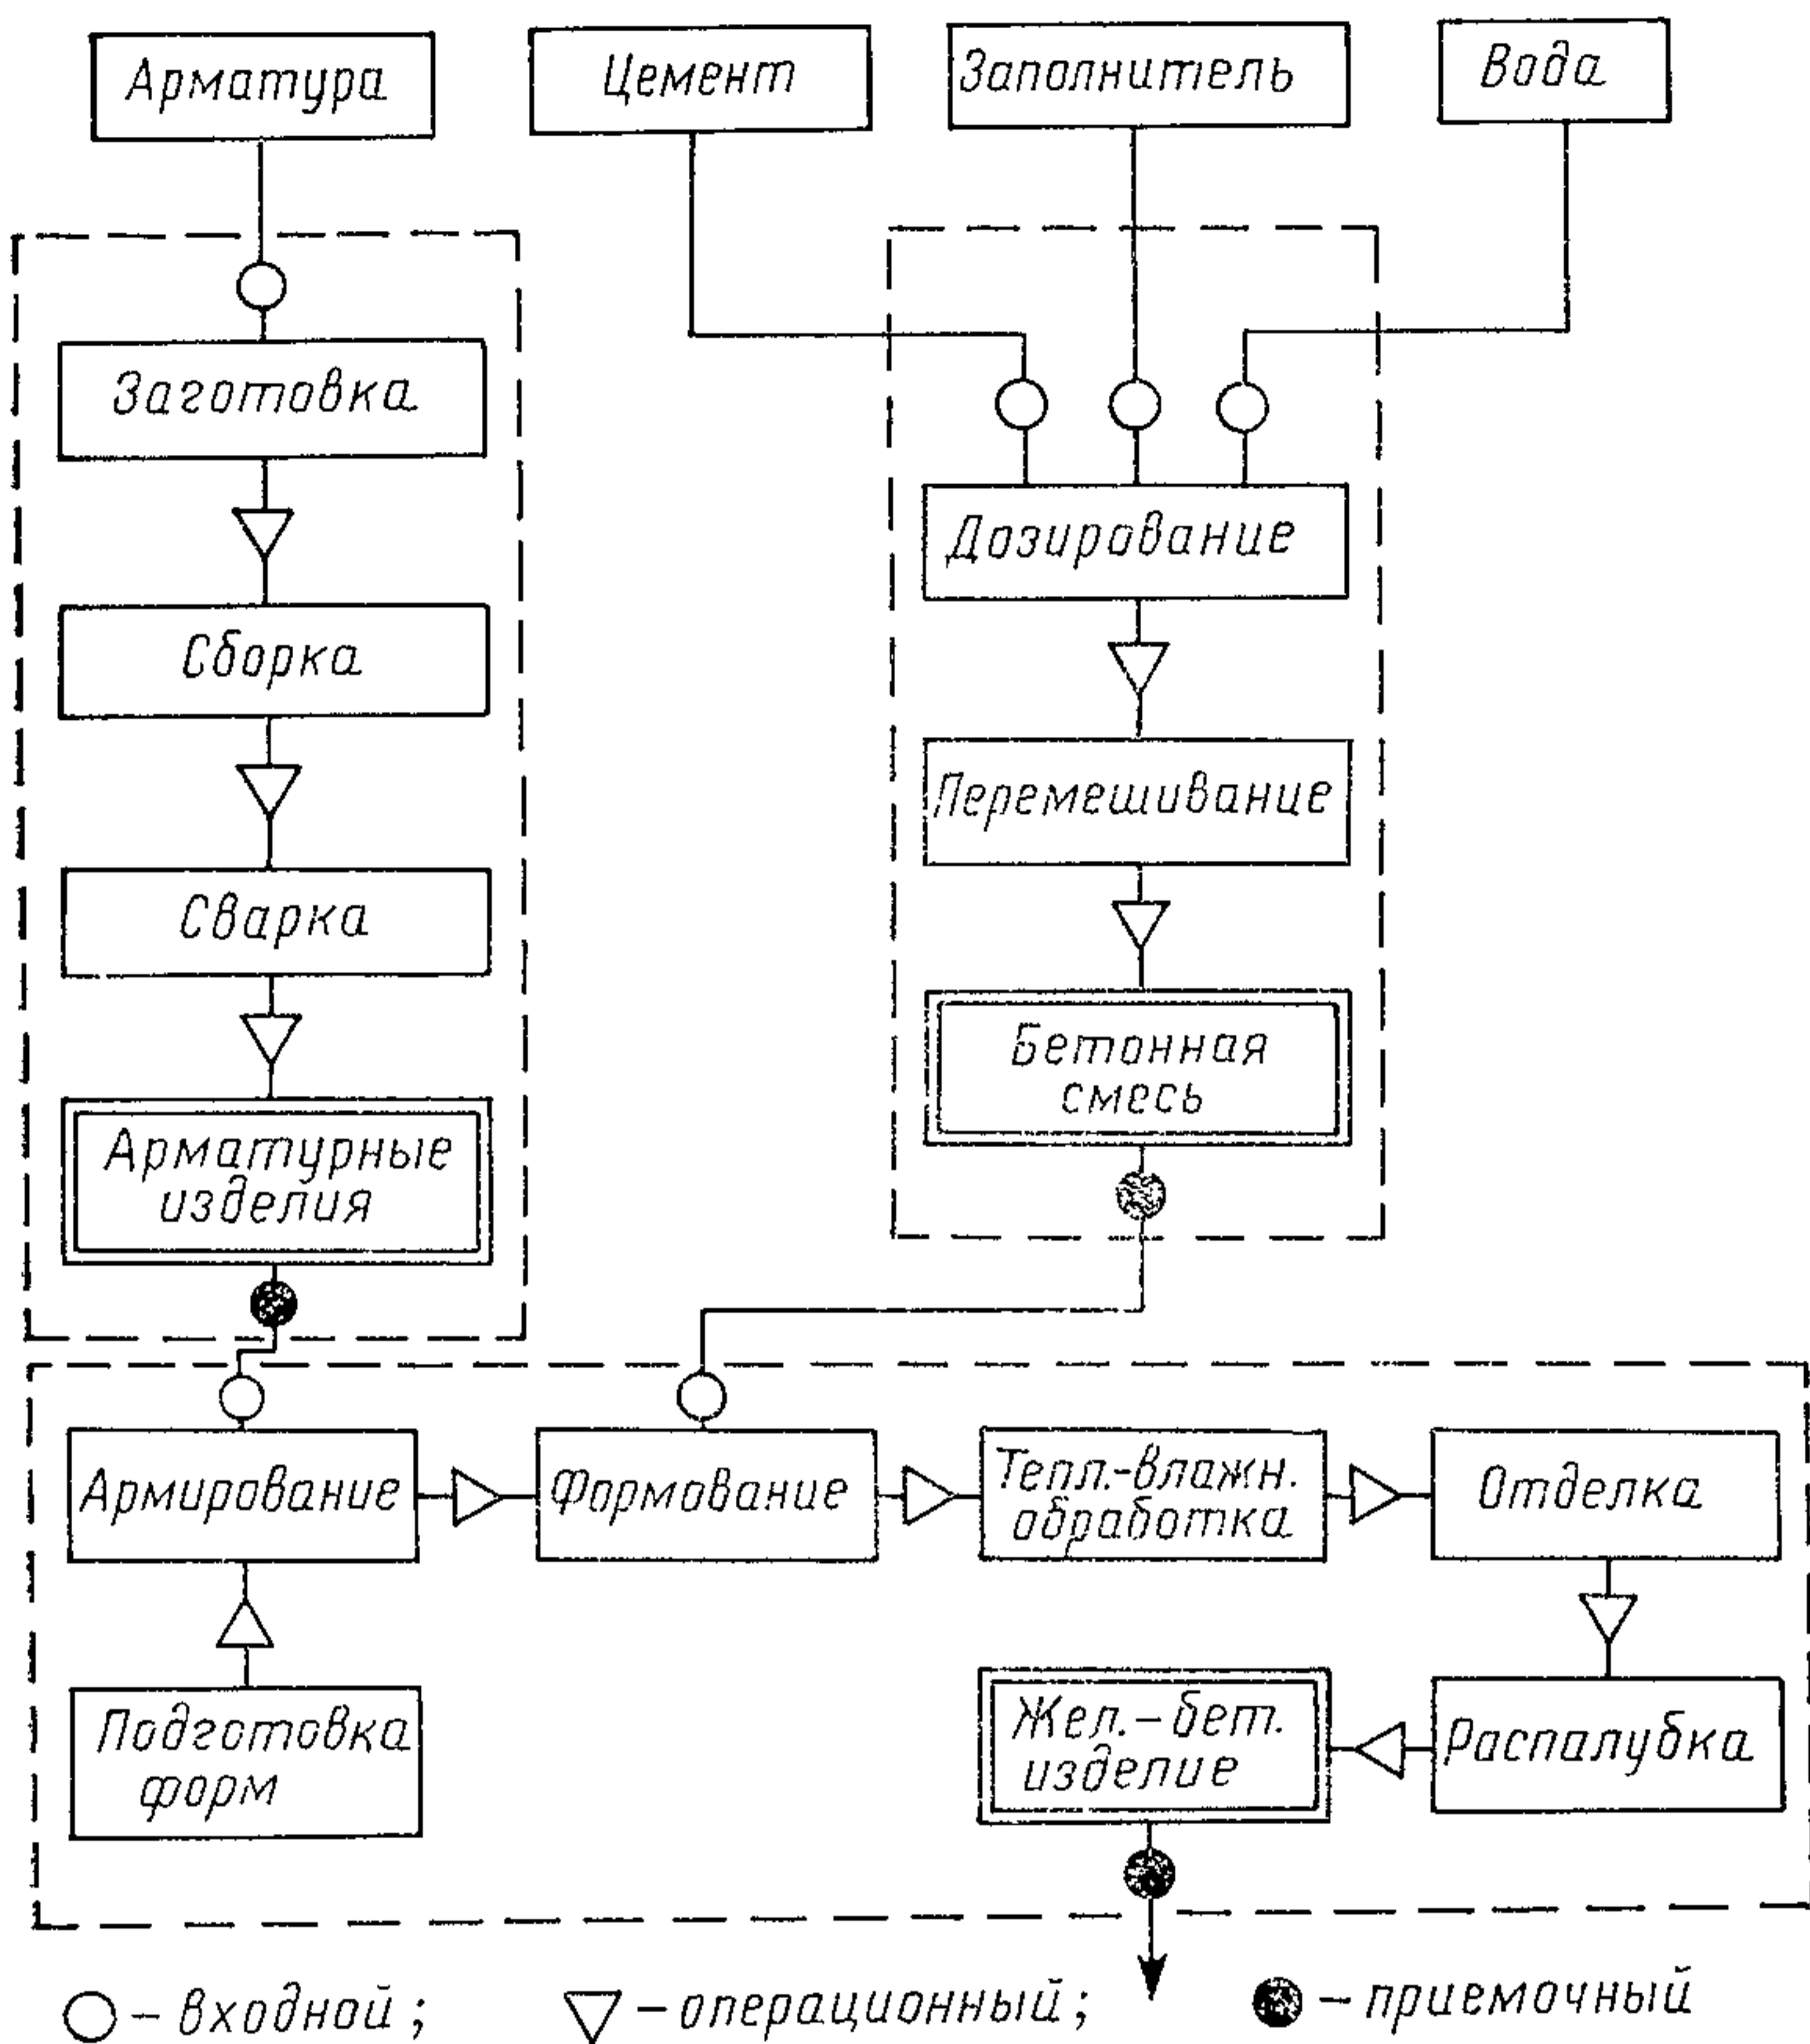 Арматура
Цемент
Заполнитель
Вода
Заготовка
Сборка
Сварка
Арматурные
изделия
Дозирование
Перемешивание
Бетонная
смесь
Армирование
Формование
Тепл.-влажн.
обработка
Отделка
Подготовка
форм
Жел.-бет.
изделие
Распалубка
– входной;
– операционный;
– приемочный